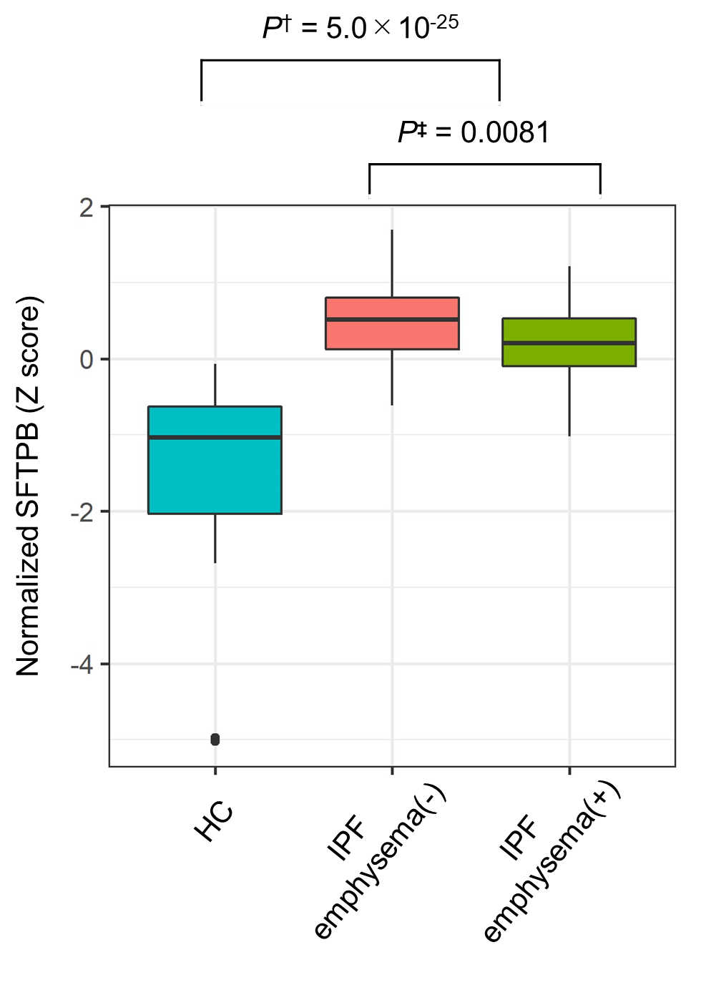 P† = 5.0×10-25
P‡ = 0.0081
Normalized SFTPB (Z score)
2
0
-2
-4
HC
IPF
emphysema(-)
IPF
emphysema(+)